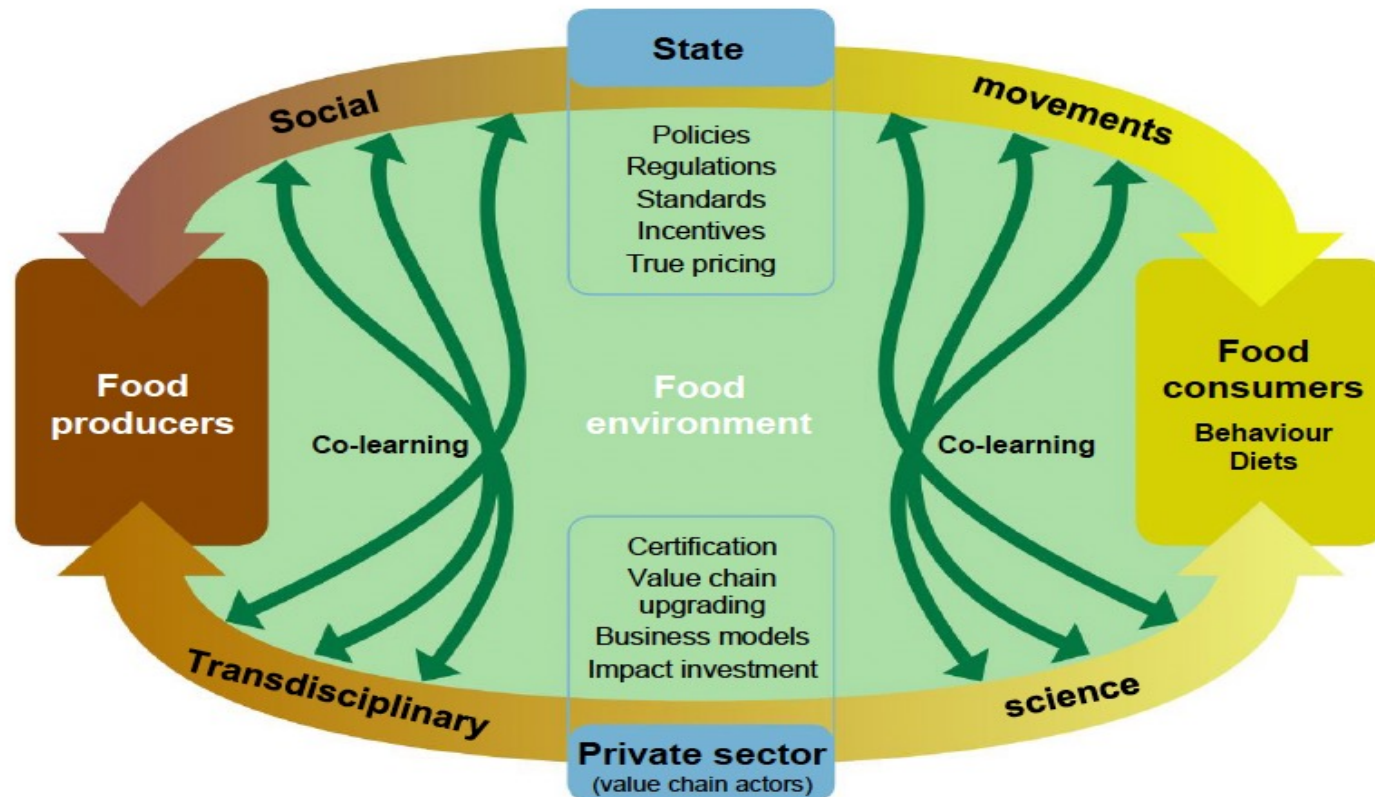 State
Social
movements
Policies
Regulations
Standards
Incentives
True pricing
Food
producers
Co-learning
Food
environment
Co-learning
Food
consumers
Behaviour
Diets
Certification
Value chain
upgrading
Business models
Impact investment
Transdisciplinary
science
Private sector
(value chain actors)